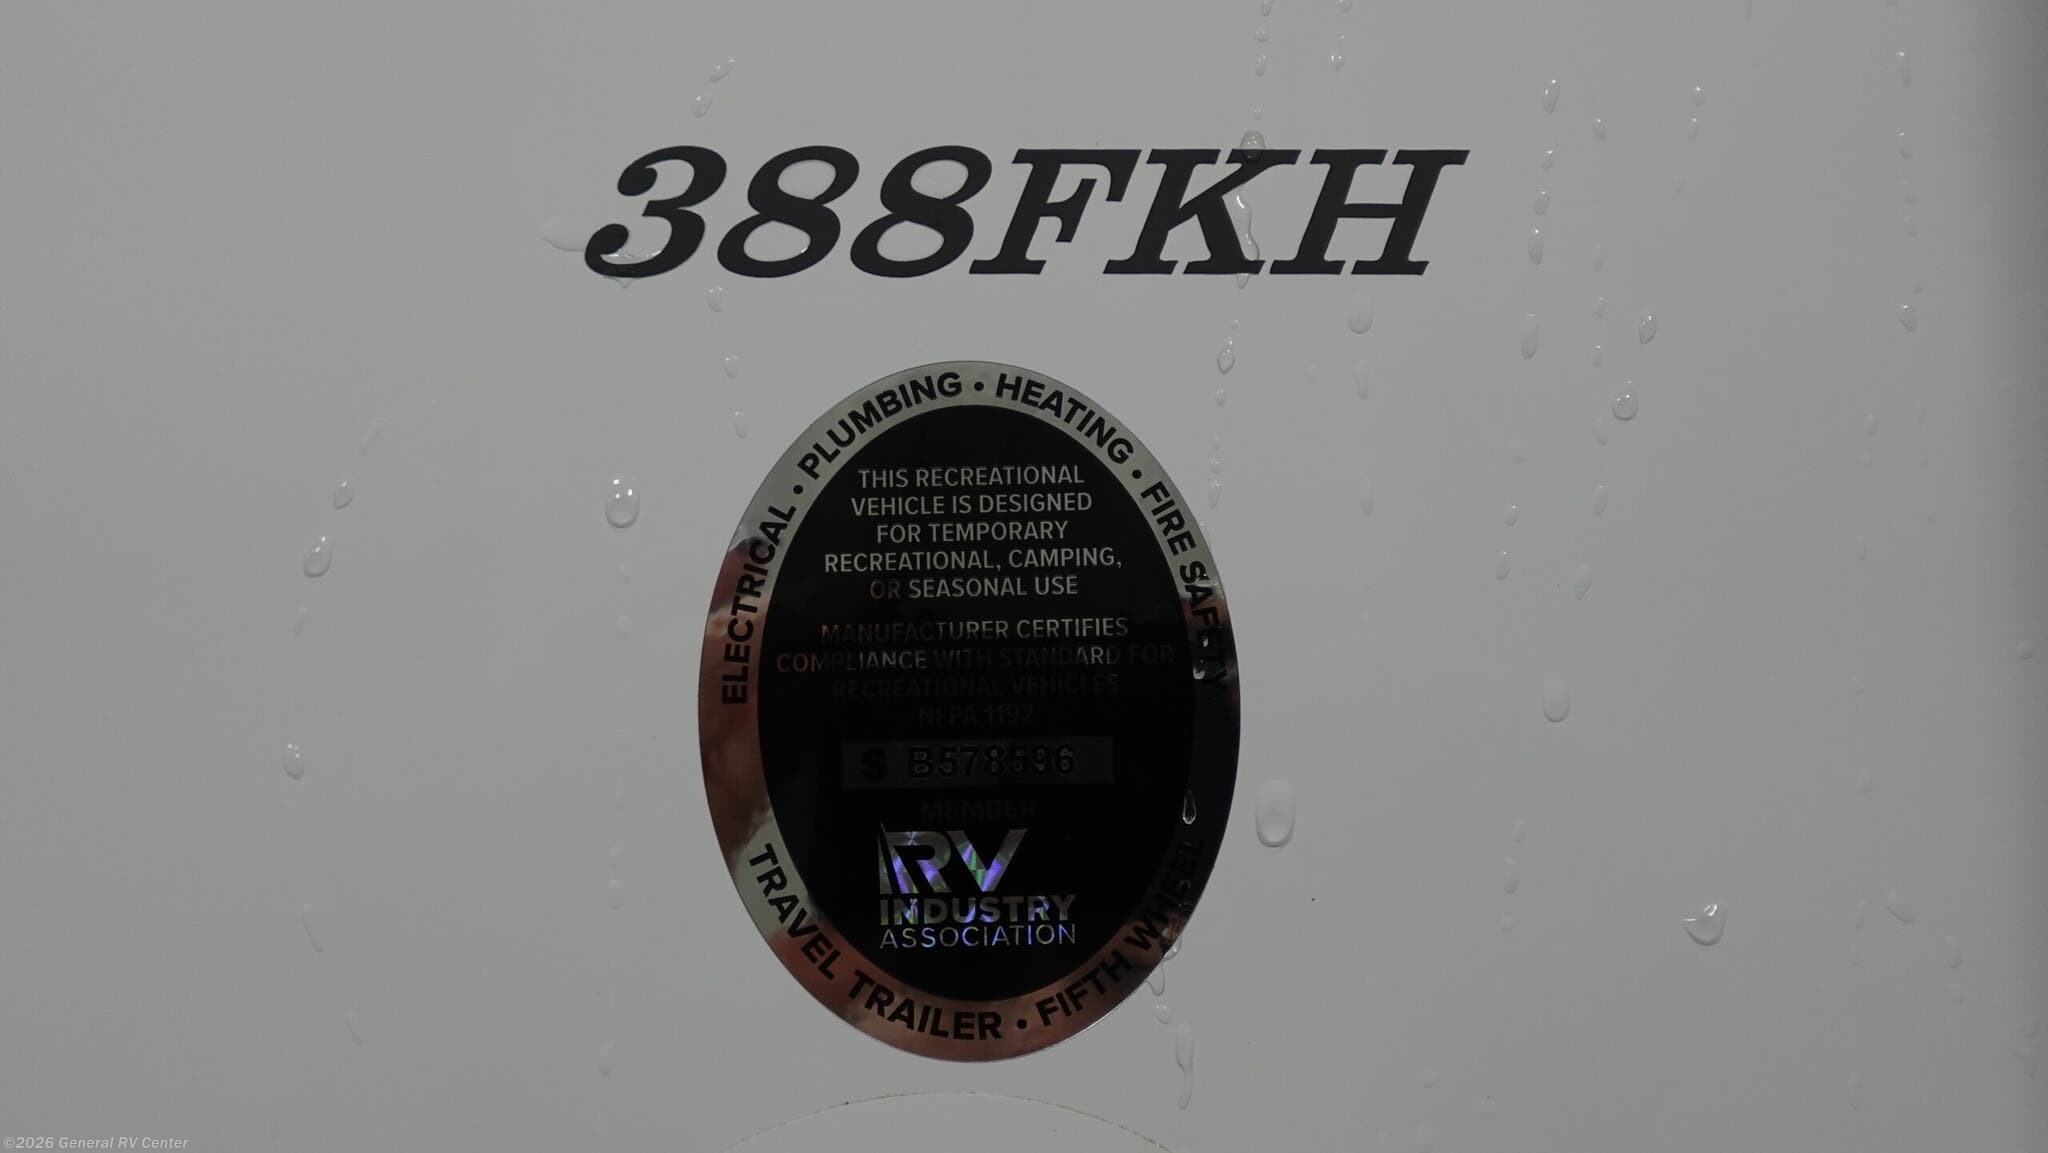 388FKH
ELECTRICAL • PLUMBING • HEATING • FIRE SAFETY
THIS RECREATIONAL
VEHICLE IS DESIGNED
FOR TEMPORARY
RECREATIONAL, CAMPING,
OR SEASONAL USE
MANUFACTURER CERTIFIES
COMPLIANCE WITH STANDARD FOR
RECREATIONAL VEHICLES
NFPA 1192
S B578596
MEMBER
RV
INDUSTRY
ASSOCIATION
TRAVEL TRAILER • FIFTH WHEEL
©2026 General RV Center